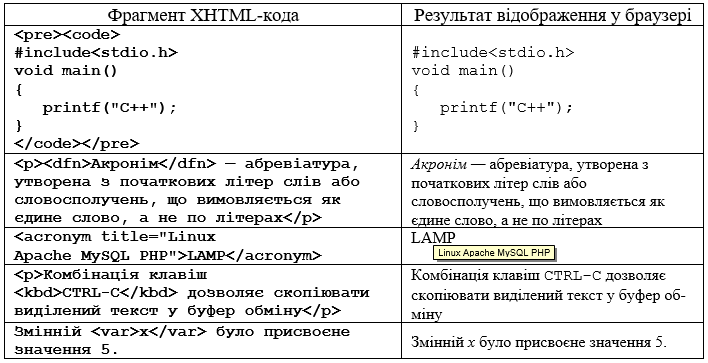 Фрагмент XHTML-кода
Результат відображення у браузері
<pre><code>
#include<stdio.h>
void main()
{
   printf("C++");
}
</code></pre>
#include<stdio.h>
void main()
{
   printf("C++");
}
<p><dfn>Акронім</dfn> — абревіатура,
утворена з початкових літер слів або
словосполучень, що вимовляється як
єдине слово, а не по літерах</p>
Акронім — абревіатура, утворена з
початкових літер слів або
словосполучень, що вимовляється як
єдине слово, а не по літерах
<acronym title="Linux
Apache MySQL PHP">LAMP</acronym>
LAMP
Linux Apache MySQL PHP
<p>Комбінація клавіш
<kbd>CTRL-C</kbd> дозволяє скопіювати
виділений текст у буфер обміну</p>
Комбінація клавіш CTRL-C дозволяє
скопіювати виділений текст у буфер об-
міну
Змінній <var>x</var> було присвоєне
значення 5.
Змінній x було присвоєне значення 5.